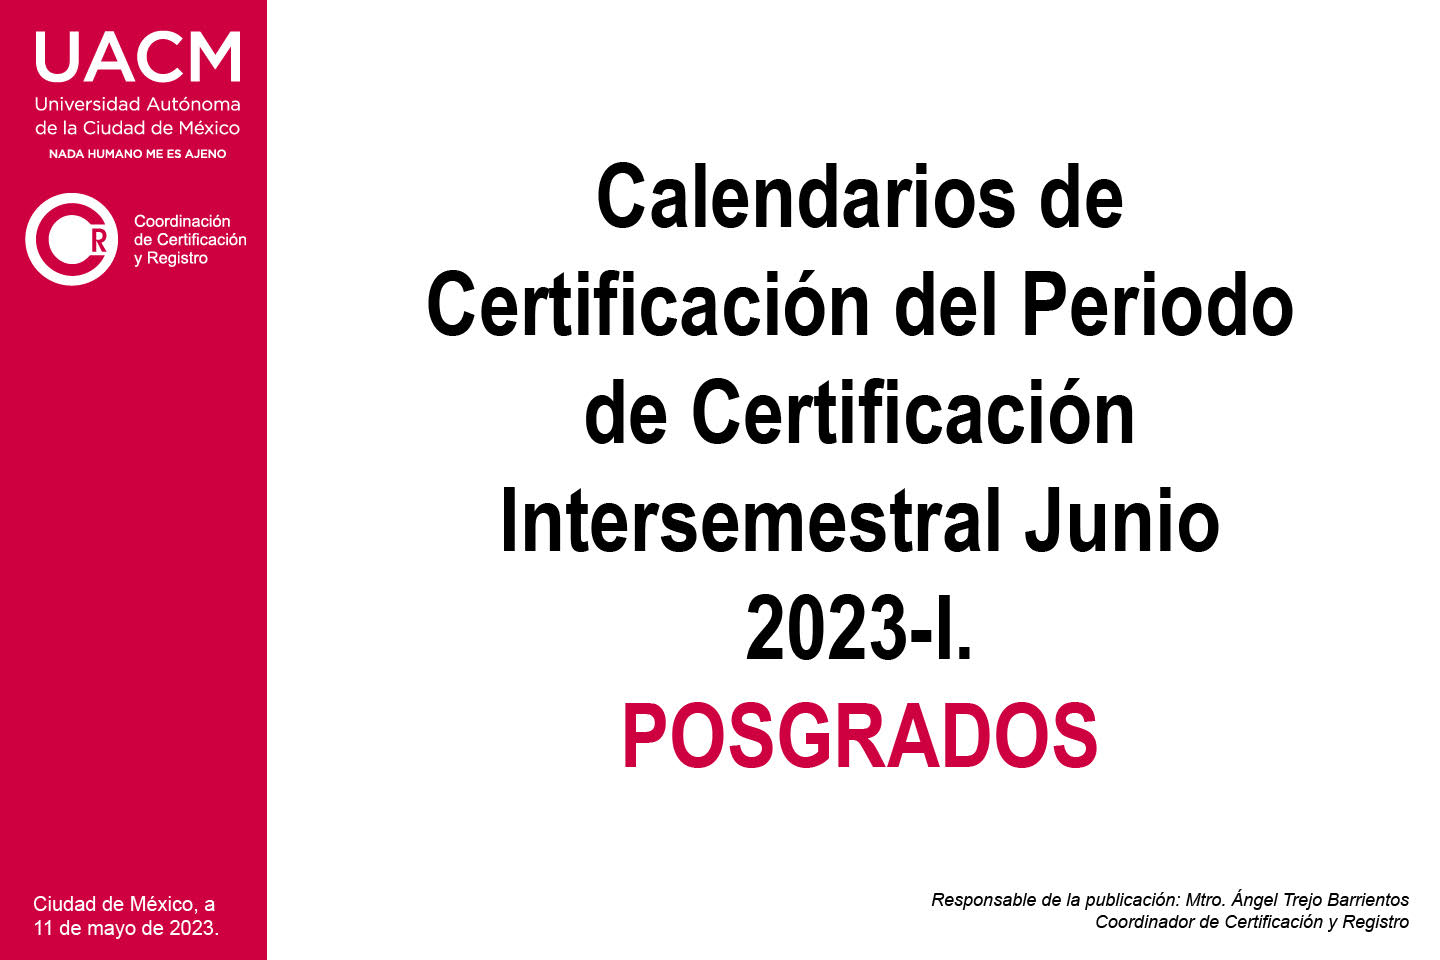 UACM
Universidad Autónoma
de la Ciudad de México
NADA HUMANO ME ES AJENO
R
Coordinación
de Certificación
y Registro
Calendarios de
Certificación del Periodo
de Certificación
Intersemestral Junio
2023-I.
POSGRADOS
Ciudad de México, a
11 de mayo de 2023.
Responsable de la publicación: Mtro. Ángel Trejo Barrientos
Coordinador de Certificación y Registro